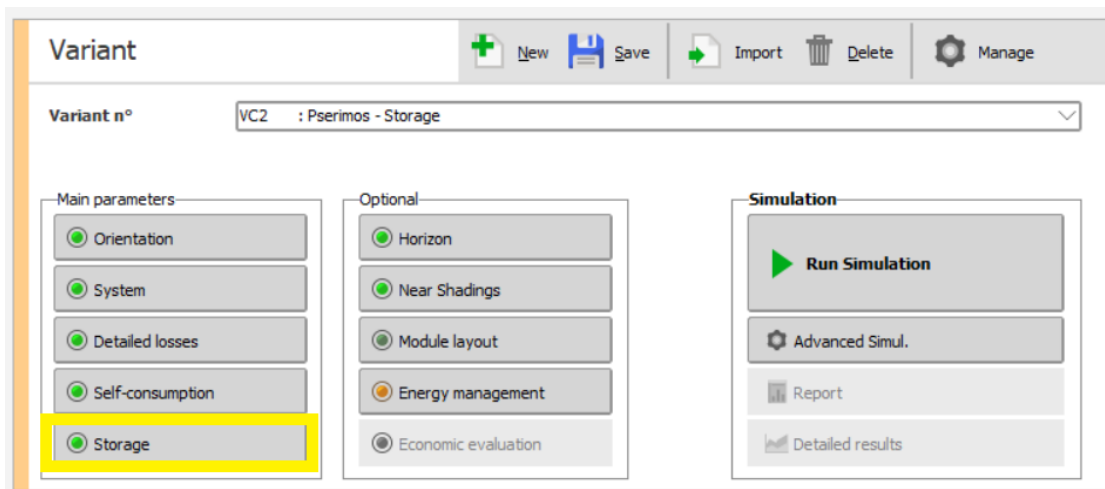 Variant New Save Import Delete Manage
Variant n° VC2 : Pserimos - Storage
Main parameters Optional Simulation
Orientation Horizon Run Simulation
System Near Shadings
Detailed losses Module layout Advanced Simul.
Self-consumption Energy management Report
Storage Economic evaluation Detailed results